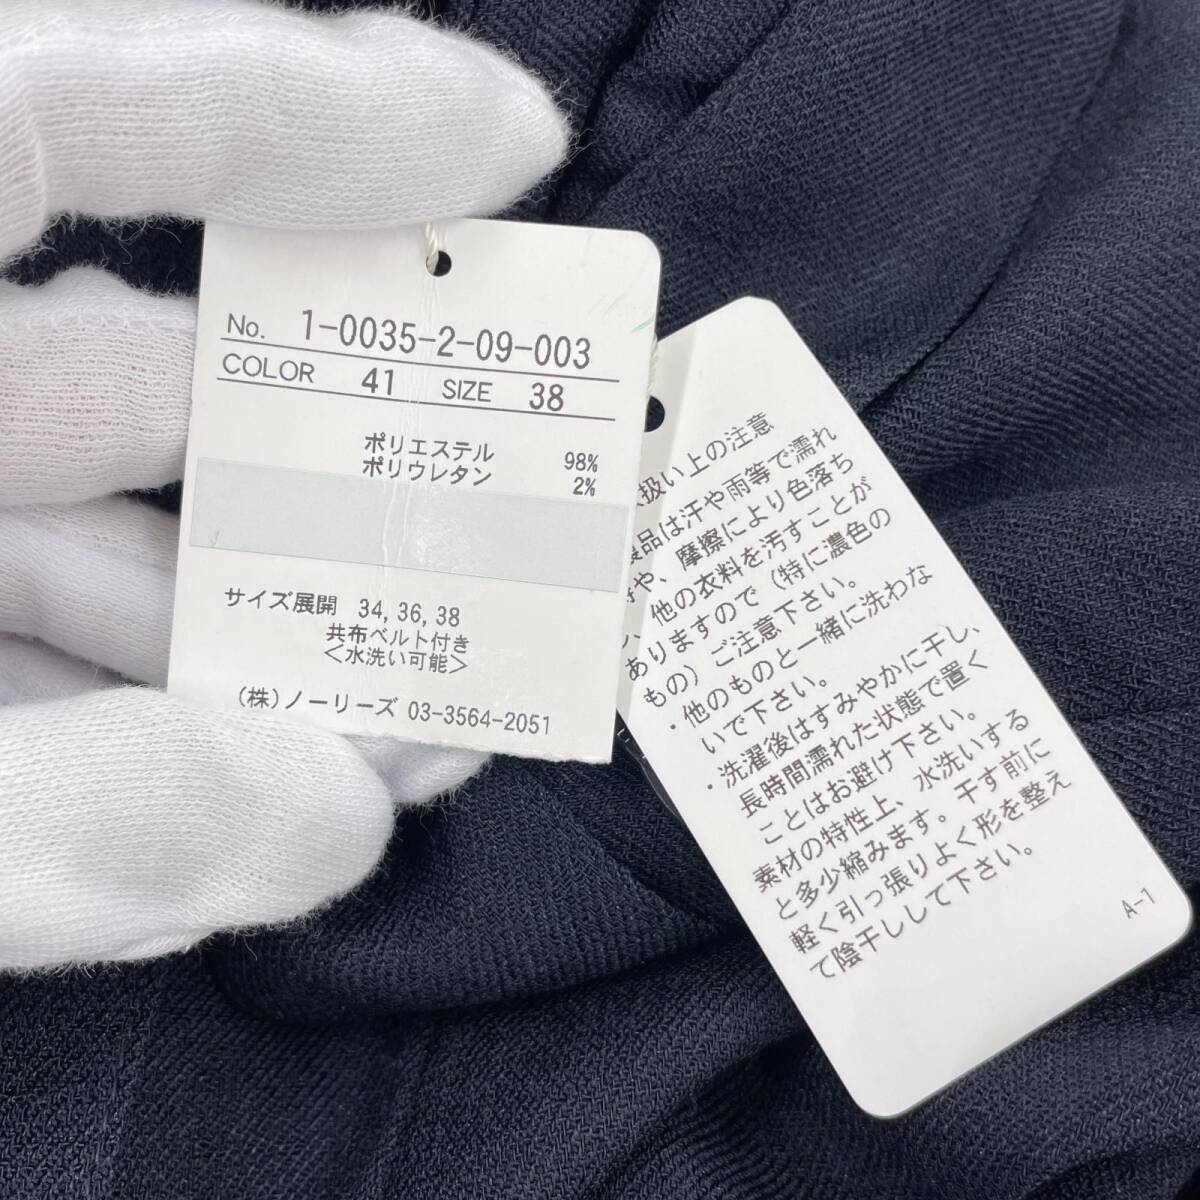 No. 1-0035-2-09-003
COLOR 41 SIZE 38
ポリエステル 98%
ポリウレタン 2%
サイズ展開 34,36,38
共布ベルト付き
<水洗い可能>
(株)ノーリーズ 03-3564-2051
扱い上の注意
品は汗や雨等で濡れ
や、摩擦により色落ち
他の衣料を汚すことが
ありますので(特に濃色の
もの)ご注意下さい。
・他のものと一緒に洗わな
いで下さい。
・洗濯後はすみやかに干し、
長時間濡れた状態で置く
ことはお避け下さい。
素材の特性上、水洗いする
と多少縮みます。干す前に
軽く引っ張りよく形を整え
て陰干しして下さい。
A-1